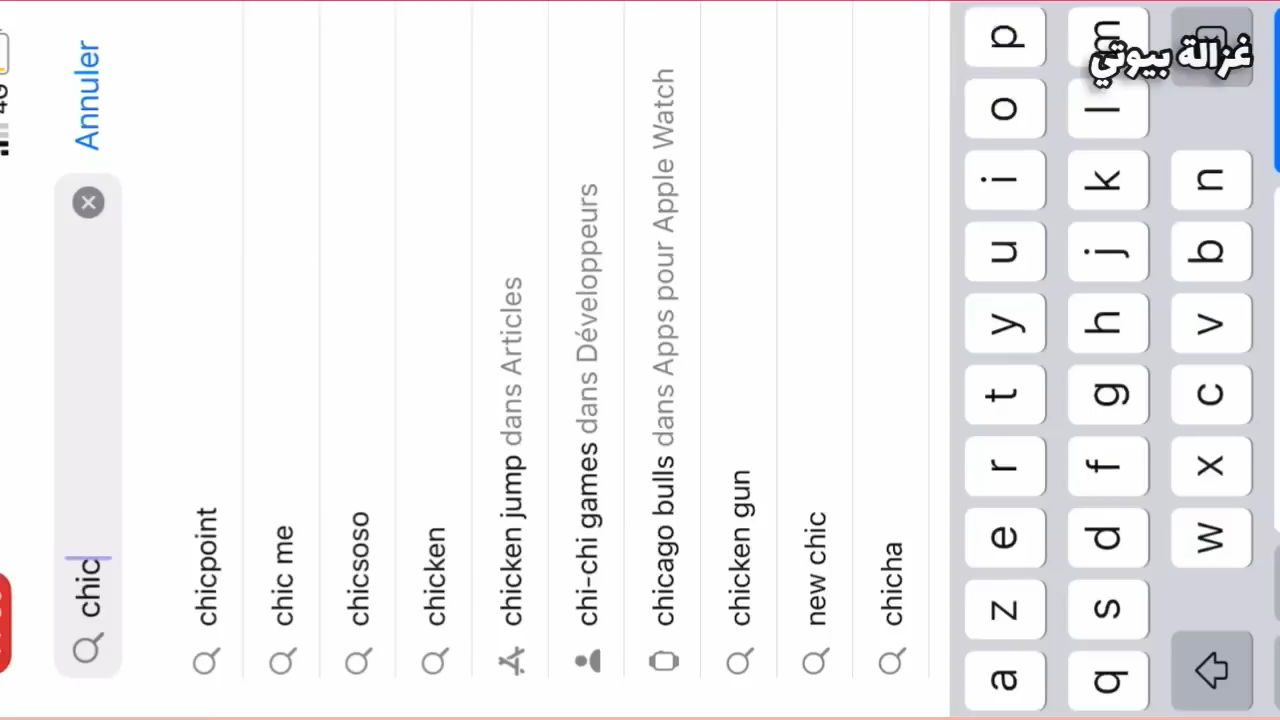 4G
chic
Annuler
chicpoint
chic me
chicsoso
chicken
chicken jump dans Articles
chi-chi games dans Développeurs
chicago bulls dans Apps pour Apple Watch
chicken gun
new chic
chicha
a z e r t y u i o p
q s d f g h j k l m
w x c v b n
غزالة بيوتي